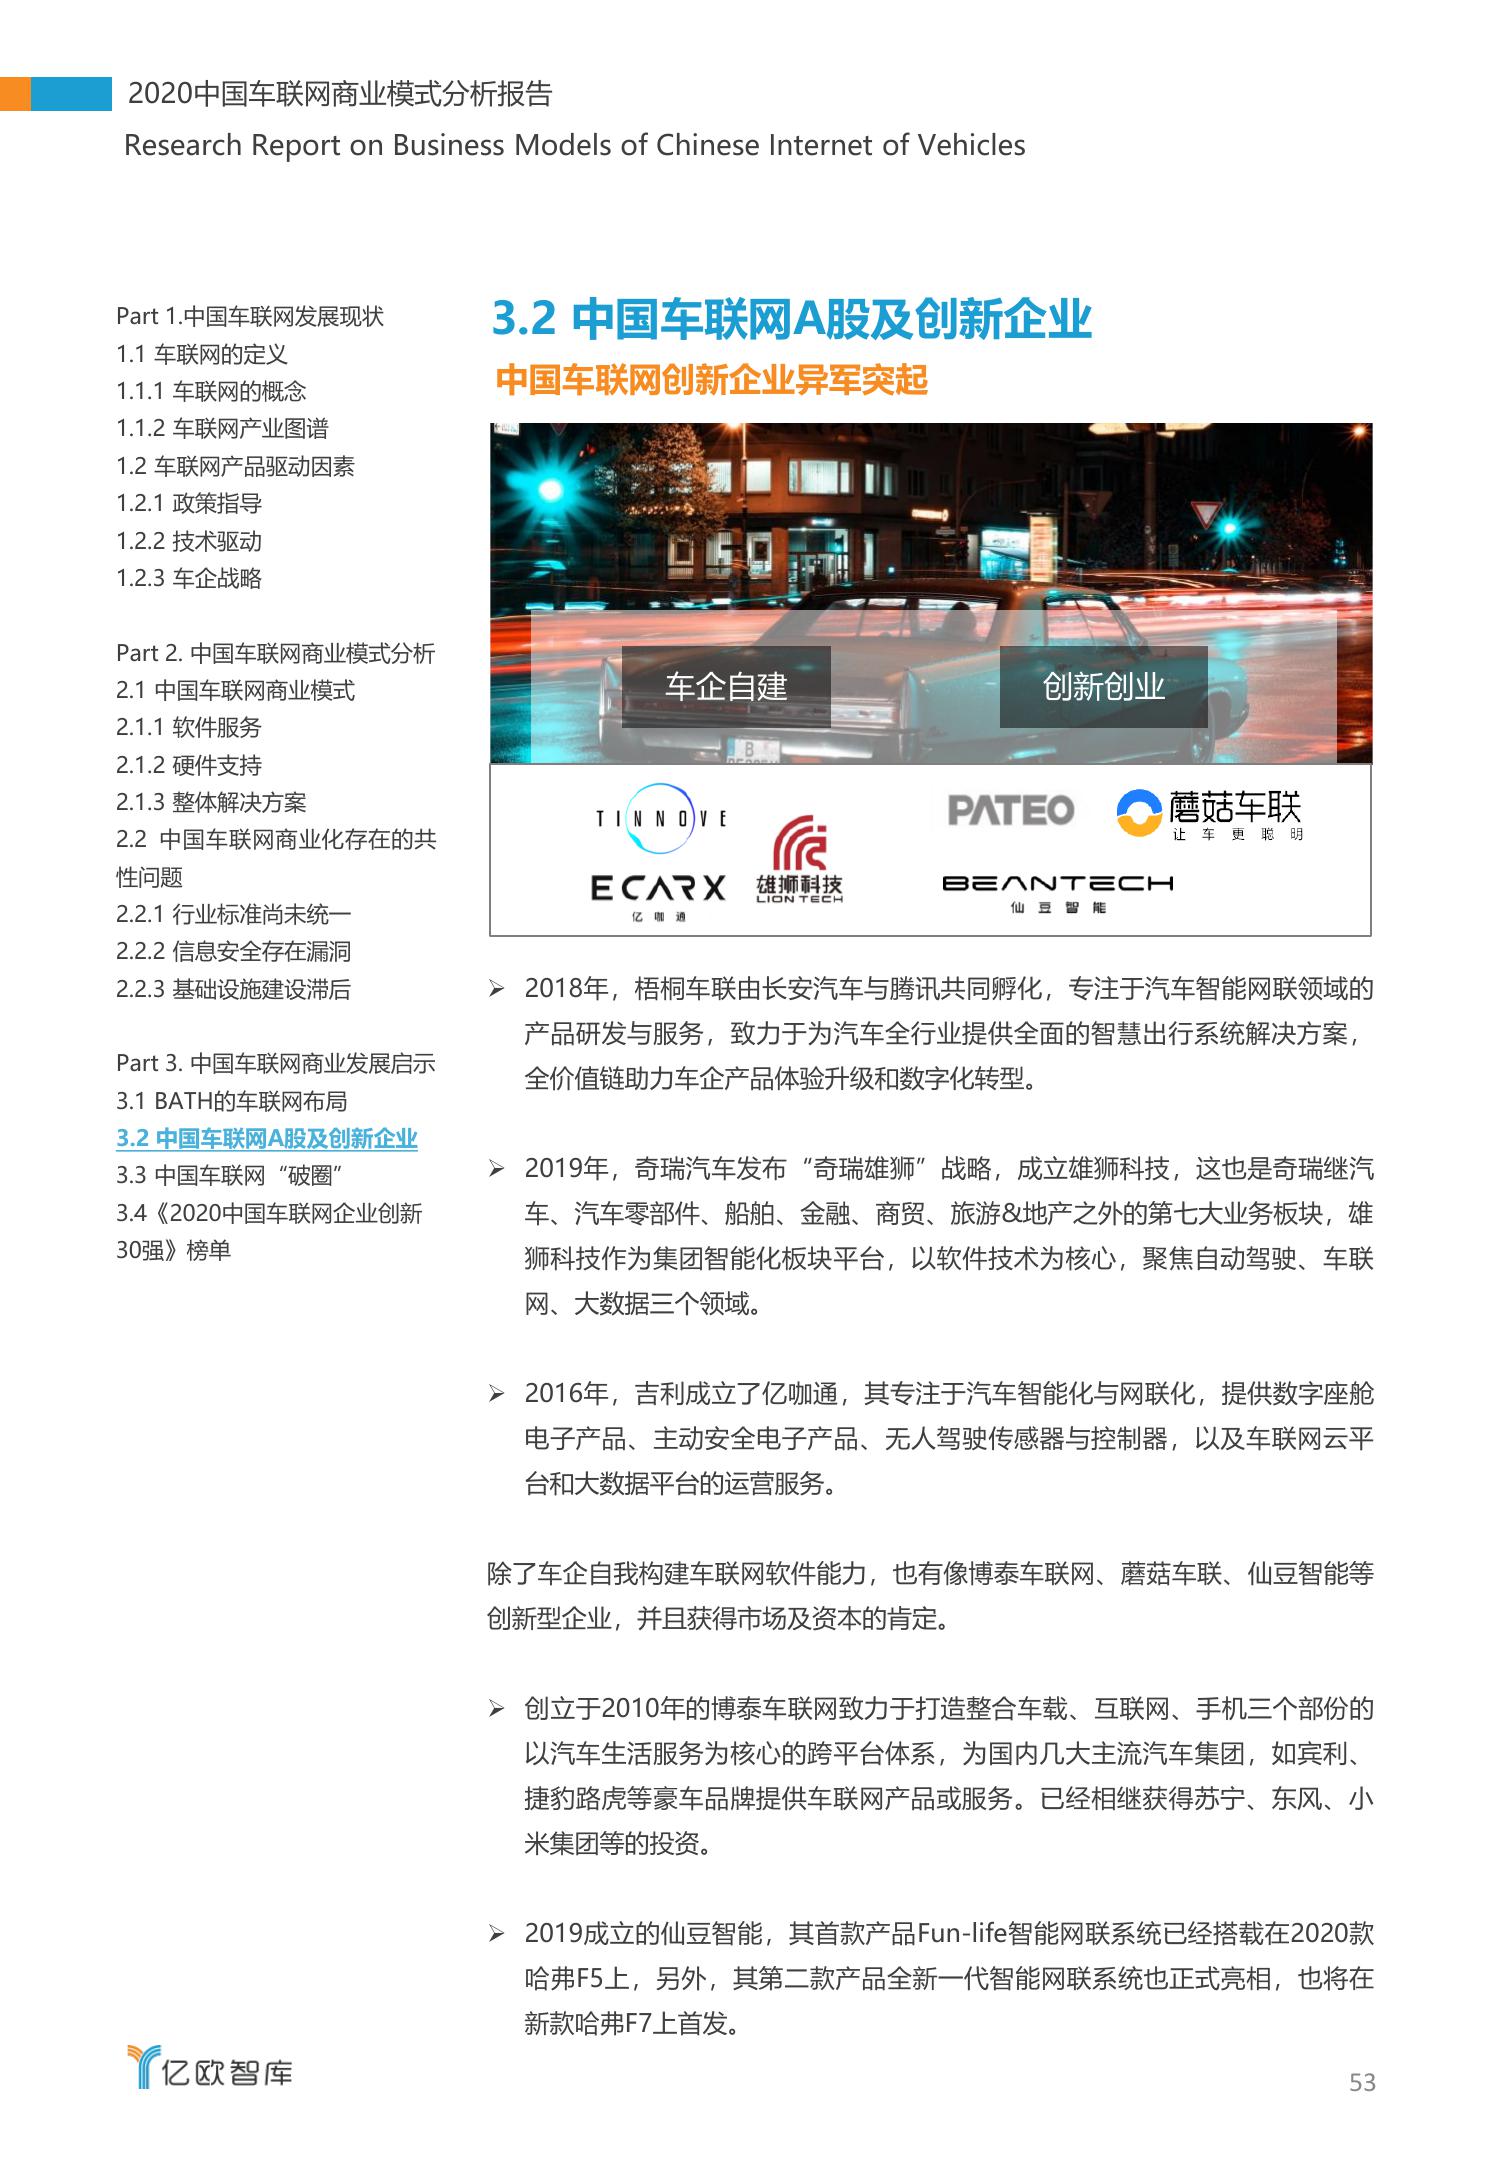 2020中国车联网商业模式分析报告
Research Report on Business Models of Chinese Internet of Vehicles
Part 1.中国车联网发展现状
1.1 车联网的定义
1.1.1 车联网的概念
1.1.2 车联网产业图谱
1.2 车联网产品驱动因素
1.2.1 政策指导
1.2.2 技术驱动
1.2.3 车企战略
Part 2. 中国车联网商业模式分析
2.1 中国车联网商业模式
2.1.1 软件服务
2.1.2 硬件支持
2.1.3 整体解决方案
2.2 中国车联网商业化存在的共
性问题
2.2.1 行业标准尚未统一
2.2.2 信息安全存在漏洞
2.2.3 基础设施建设滞后
Part 3. 中国车联网商业发展启示
3.1 BATH的车联网布局
3.2 中国车联网A股及创新企业
3.3 中国车联网“破圈”
3.4《2020中国车联网企业创新
30强》榜单
3.2 中国车联网A股及创新企业
中国车联网创新企业异军突起
车企自建
创新创业
TINNOVE
ECARX
亿咖通
雄狮科技
LION TECH
PATEO
蘑菇车联
让车更聪明
BEANTECH
仙豆智能
➢ 2018年，梧桐车联由长安汽车与腾讯共同孵化，专注于汽车智能网联领域的
产品研发与服务，致力于为汽车全行业提供全面的智慧出行系统解决方案，
全价值链助力车企产品体验升级和数字化转型。
➢ 2019年，奇瑞汽车发布“奇瑞雄狮”战略，成立雄狮科技，这也是奇瑞继汽
车、汽车零部件、船舶、金融、商贸、旅游&地产之外的第七大业务板块，雄
狮科技作为集团智能化板块平台，以软件技术为核心，聚焦自动驾驶、车联
网、大数据三个领域。
➢ 2016年，吉利成立了亿咖通，其专注于汽车智能化与网联化，提供数字座舱
电子产品、主动安全电子产品、无人驾驶传感器与控制器，以及车联网云平
台和大数据平台的运营服务。
除了车企自我构建车联网软件能力，也有像博泰车联网、蘑菇车联、仙豆智能等
创新型企业，并且获得市场及资本的肯定。
➢ 创立于2010年的博泰车联网致力于打造整合车载、互联网、手机三个部份的
以汽车生活服务为核心的跨平台体系，为国内几大主流汽车集团，如宾利、
捷豹路虎等豪车品牌提供车联网产品或服务。已经相继获得苏宁、东风、小
米集团等的投资。
➢ 2019成立的仙豆智能，其首款产品Fun-life智能网联系统已经搭载在2020款
哈弗F5上，另外，其第二款产品全新一代智能网联系统也正式亮相，也将在
新款哈弗F7上首发。
亿欧智库
53